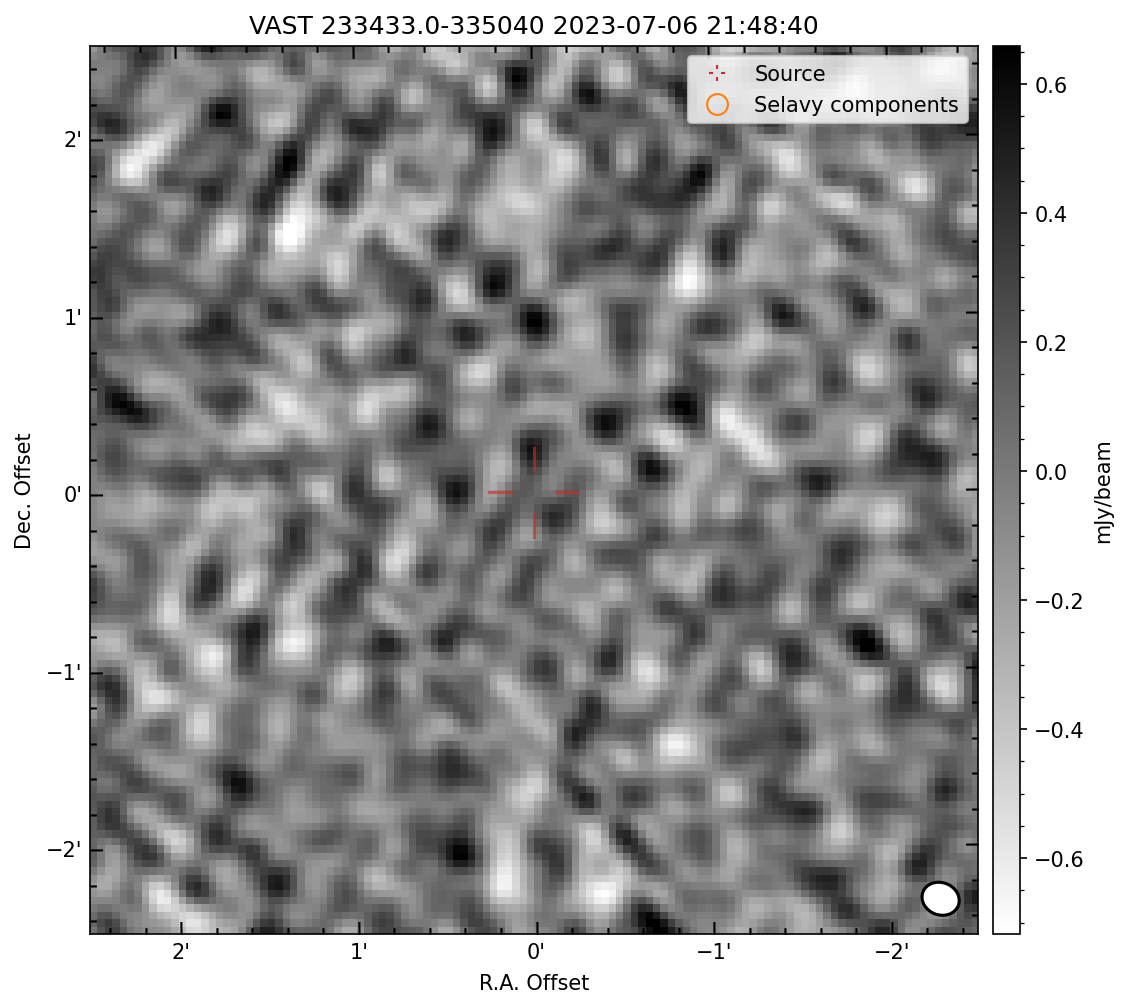 VAST 233433.0-335040 2023-07-06 21:48:40
Source
Selavy components
2'
1'
0'
−1'
−2'
Dec. Offset
2'
1'
0'
−1'
−2'
R.A. Offset
0.6
0.4
0.2
0.0
−0.2
−0.4
−0.6
mJy/beam